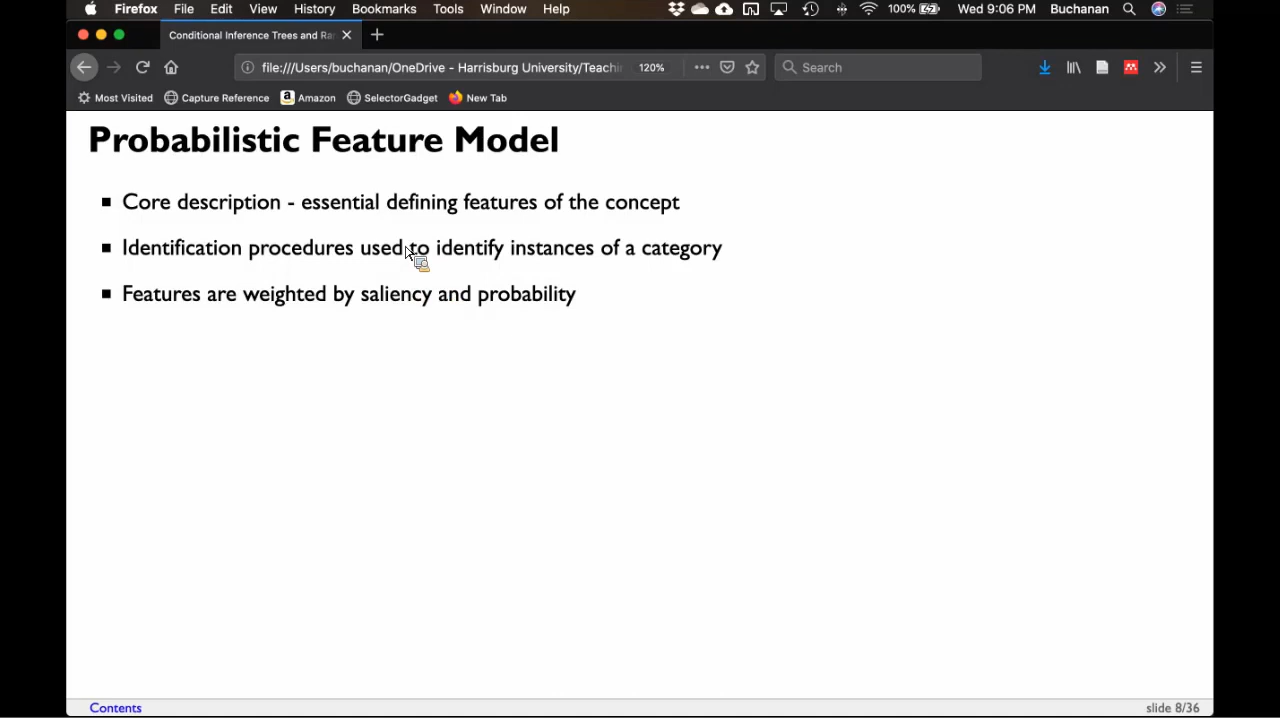 Firefox File Edit View History Bookmarks Tools Window Help 100% Wed 9:06 PM Buchanan
Conditional Inference Trees and Ra
file:///Users/buchanan/OneDrive - Harrisburg University/Teachi 120% Search
Most Visited Capture Reference Amazon SelectorGadget New Tab
Probabilistic Feature Model
Core description - essential defining features of the concept
Identification procedures used to identify instances of a category
Features are weighted by saliency and probability
Contents slide 8/36